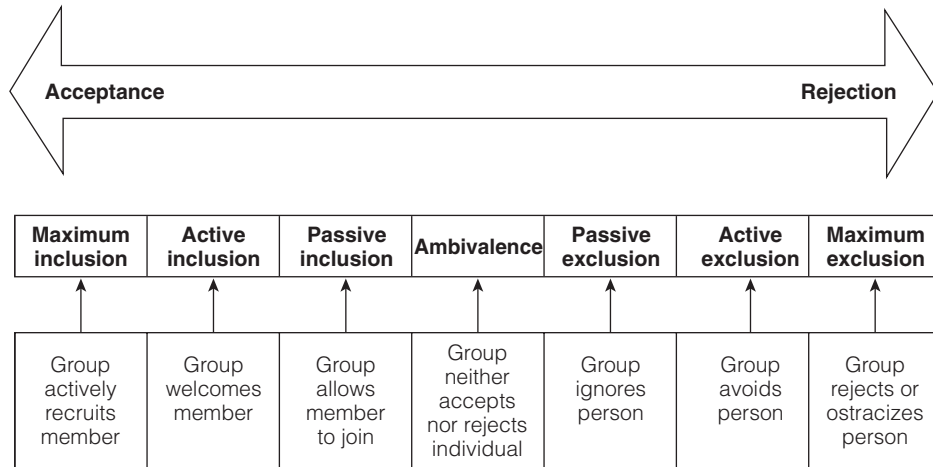 Acceptance
Rejection
Maximum
inclusion
Active
inclusion
Passive
inclusion
Ambivalence
Passive
exclusion
Active
exclusion
Maximum
exclusion
Group
actively
recruits
member
Group
welcomes
member
Group
allows
member
to join
Group
neither
accepts
nor rejects
individual
Group
ignores
person
Group
avoids
person
Group
rejects or
ostracizes
person